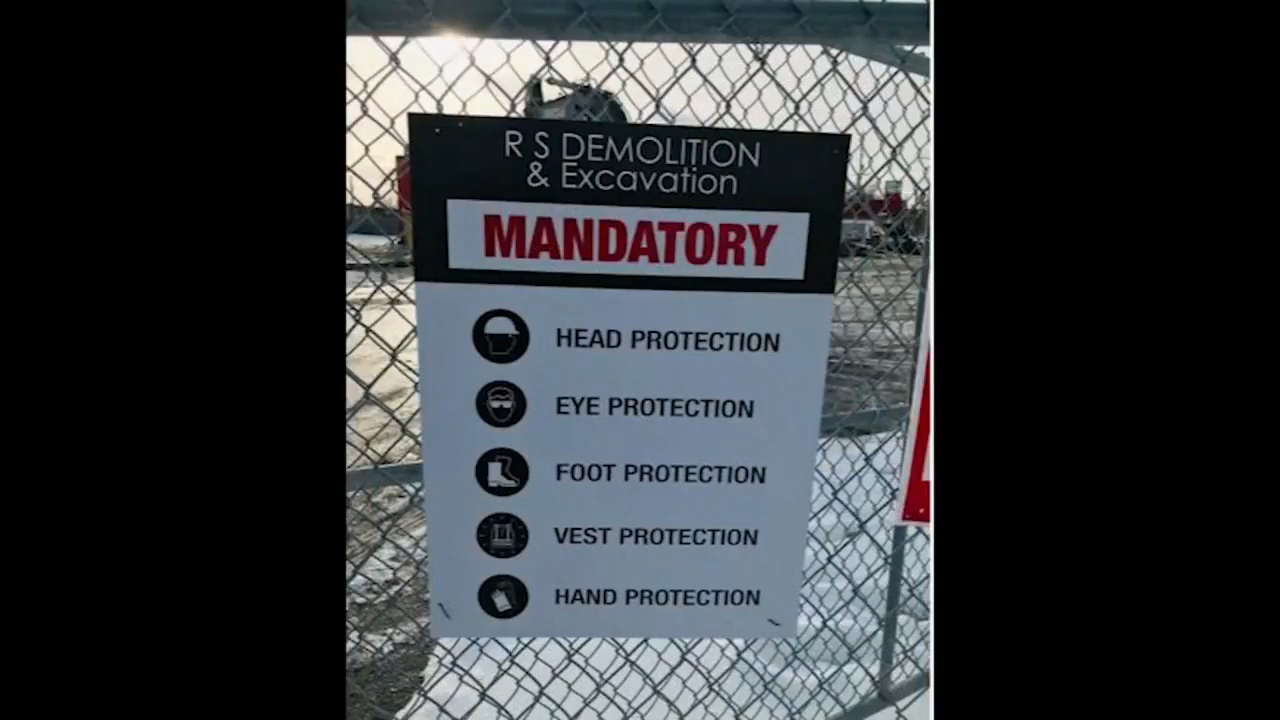 R S DEMOLITION
& Excavation
MANDATORY
HEAD PROTECTION
EYE PROTECTION
FOOT PROTECTION
VEST PROTECTION
HAND PROTECTION